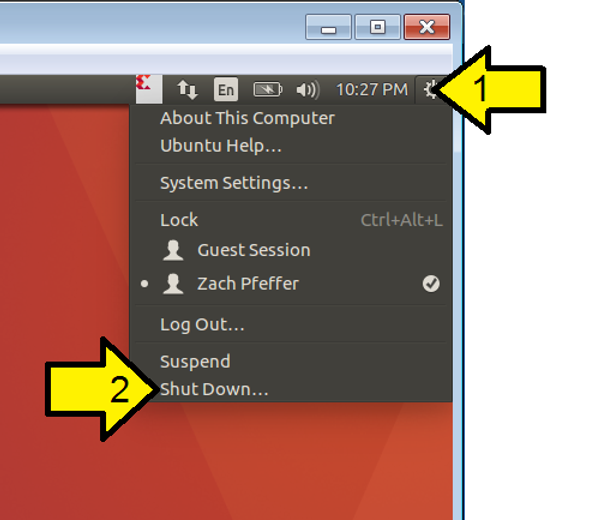 En 10:27 PM 1
About This Computer
Ubuntu Help...
System Settings...
Lock Ctrl+Alt+L
Guest Session
Zach Pfeffer
Log Out...
Suspend
2 Shut Down...